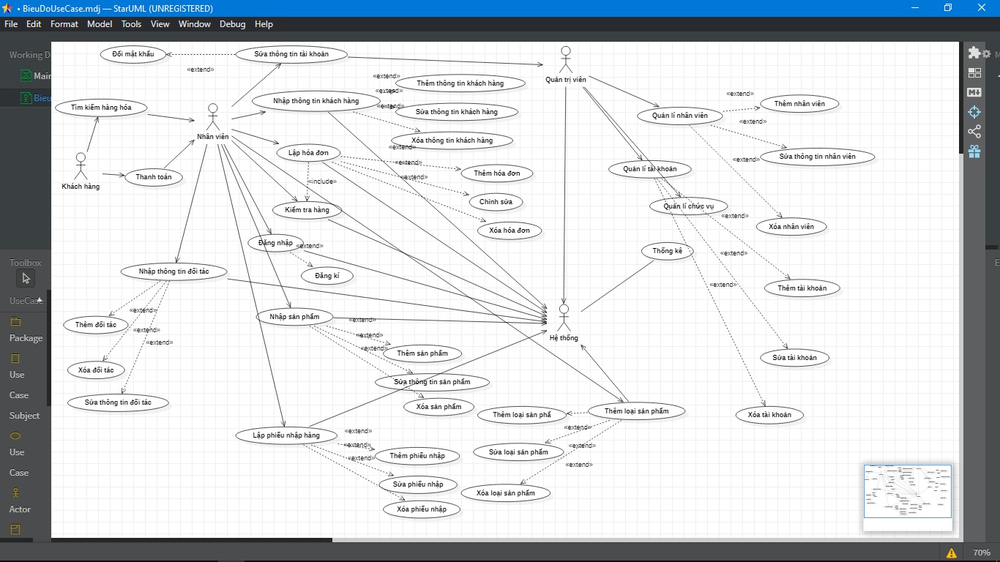 • BieuDoUseCase.mdj — StarUML (UNREGISTERED)
File Edit Format Model Tools View Window Debug Help
Working D
Main
Bieu
Toolbox
UseCase
Package
Use
Case
Subject
Use
Case
Actor
Đổi mật khẩu
«extend»
Sửa thông tin tài khoản
Quản trị viên
Tìm kiếm hàng hóa
Nhân viên
Khách hàng
Thanh toán
Nhập thông tin khách hàng
«extend»
«extend»
«extend»
«extend»
Thêm thông tin khách hàng
Sửa thông tin khách hàng
Xóa thông tin khách hàng
Lập hóa đơn
«extend»
«extend»
«include»
Thêm hóa đơn
Chỉnh sửa
Xóa hóa đơn
Kiểm tra hàng
Đăng nhập
«extend»
Đăng kí
Quản lí nhân viên
«extend»
«extend»
«extend»
Thêm nhân viên
Sửa thông tin nhân viên
Xóa nhân viên
Quản lí tài khoản
Quản lí chức vụ
«extend»
«extend»
«extend»
Thêm tài khoản
Sửa tài khoản
Xóa tài khoản
Thống kê
Hệ thống
Nhập thông tin đối tác
«extend»
«extend»
«extend»
Thêm đối tác
Xóa đối tác
Sửa thông tin đối tác
Nhập sản phẩm
«extend»
«extend»
«extend»
Thêm sản phẩm
Sửa thông tin sản phẩm
Xóa sản phẩm
Thêm loại sản phẩm
Thêm loại sản phẩ
«extend»
«extend»
«extend»
Sửa loại sản phẩm
Xóa loại sản phẩm
Lập phiếu nhập hàng
«extend»
«extend»
«extend»
Thêm phiếu nhập
Sửa phiếu nhập
Xóa phiếu nhập
70%